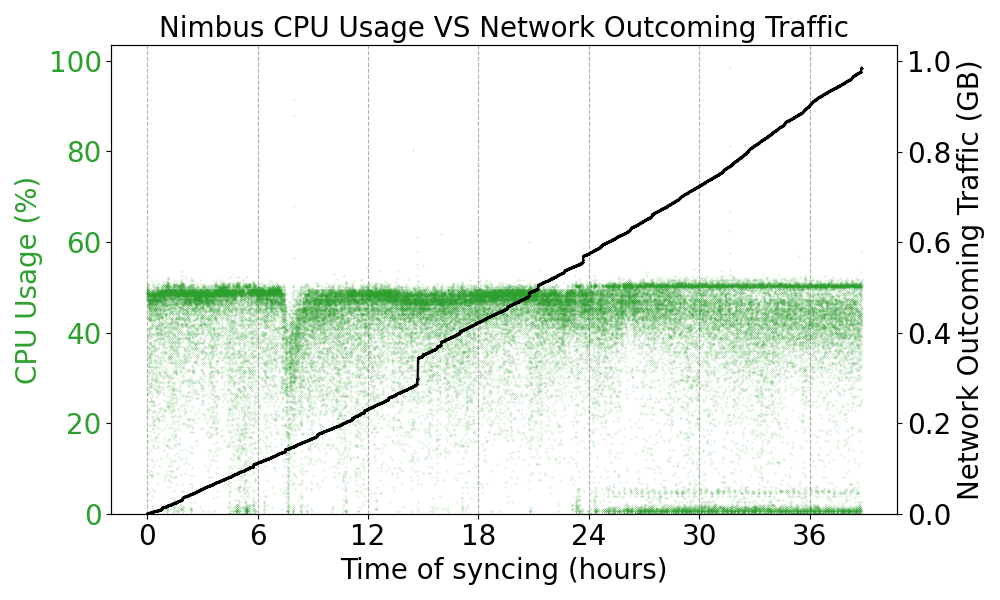 Nimbus CPU Usage VS Network Outcoming Traffic
CPU Usage (%)
100
80
60
40
20
0
1.0
0.8
0.6
0.4
0.2
0.0
Network Outcoming Traffic (GB)
0 6 12 18 24 30 36
Time of syncing (hours)